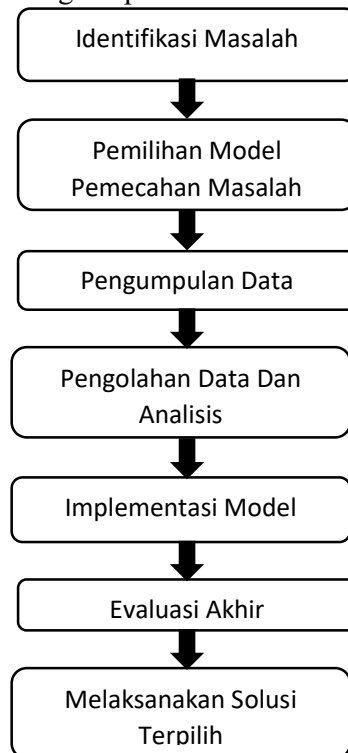 Identifikasi Masalah
Pemilihan Model
Pemecahan Masalah
Pengumpulan Data
Pengolahan Data Dan
Analisis
Implementasi Model
Evaluasi Akhir
Melaksanakan Solusi
Terpilih